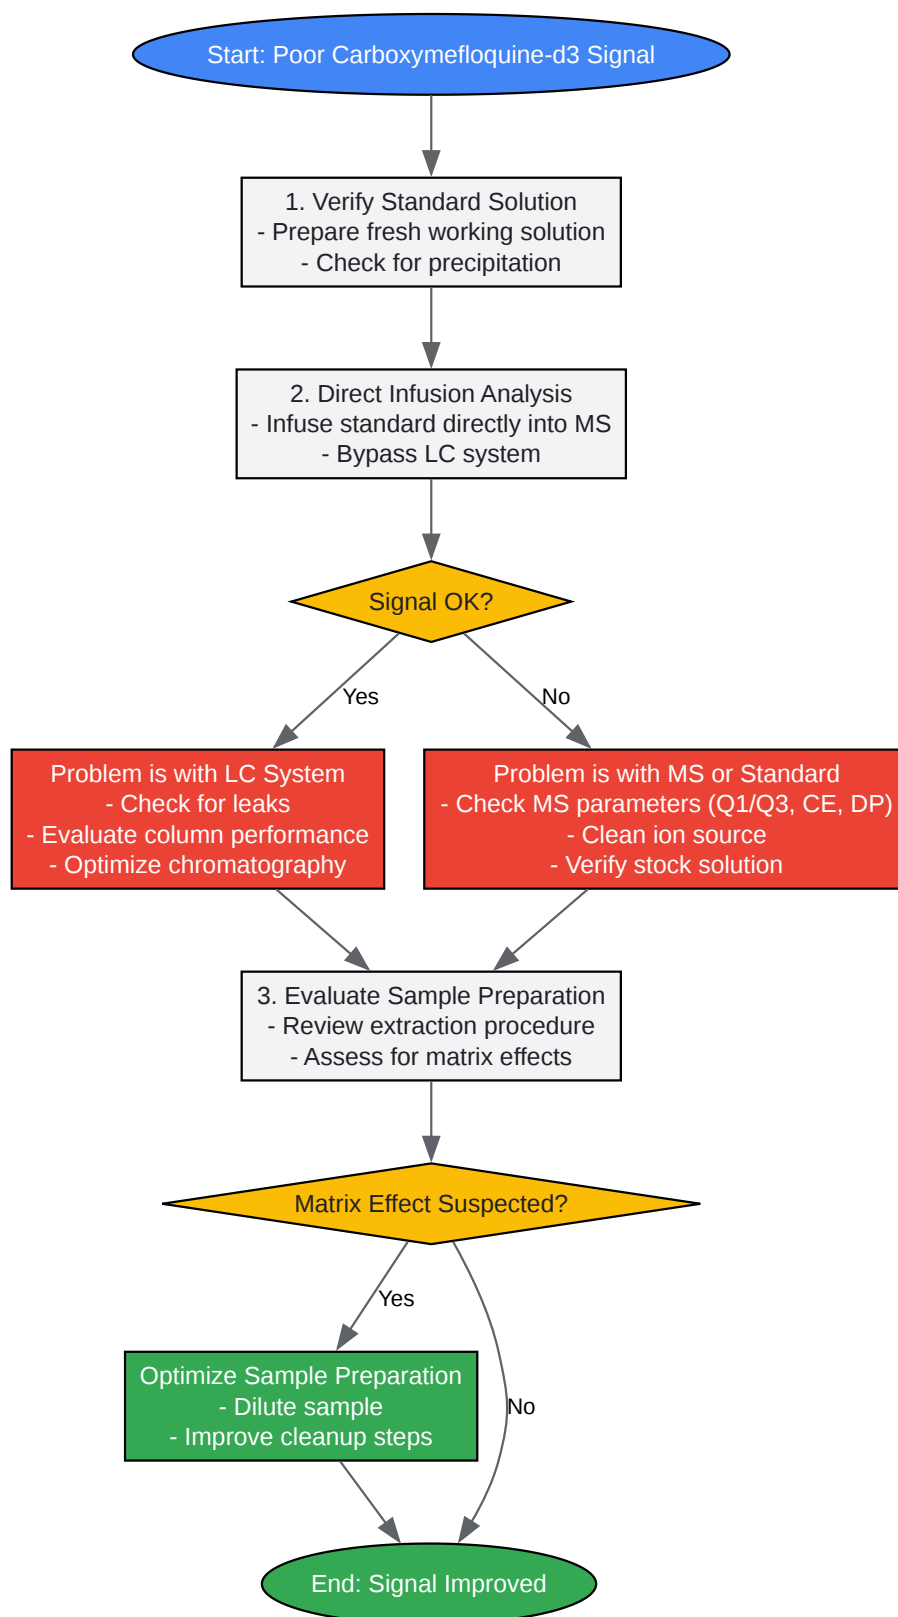 Start: Poor Carboxymefloquine-d3 Signal
1. Verify Standard Solution
- Prepare fresh working solution
- Check for precipitation
2. Direct Infusion Analysis
- Infuse standard directly into MS
- Bypass LC system
Signal OK?
Yes
No
Problem is with LC System
- Check for leaks
- Evaluate column performance
- Optimize chromatography
Problem is with MS or Standard
- Check MS parameters (Q1/Q3, CE, DP)
- Clean ion source
- Verify stock solution
3. Evaluate Sample Preparation
- Review extraction procedure
- Assess for matrix effects
Matrix Effect Suspected?
Yes
No
Optimize Sample Preparation
- Dilute sample
- Improve cleanup steps
End: Signal Improved